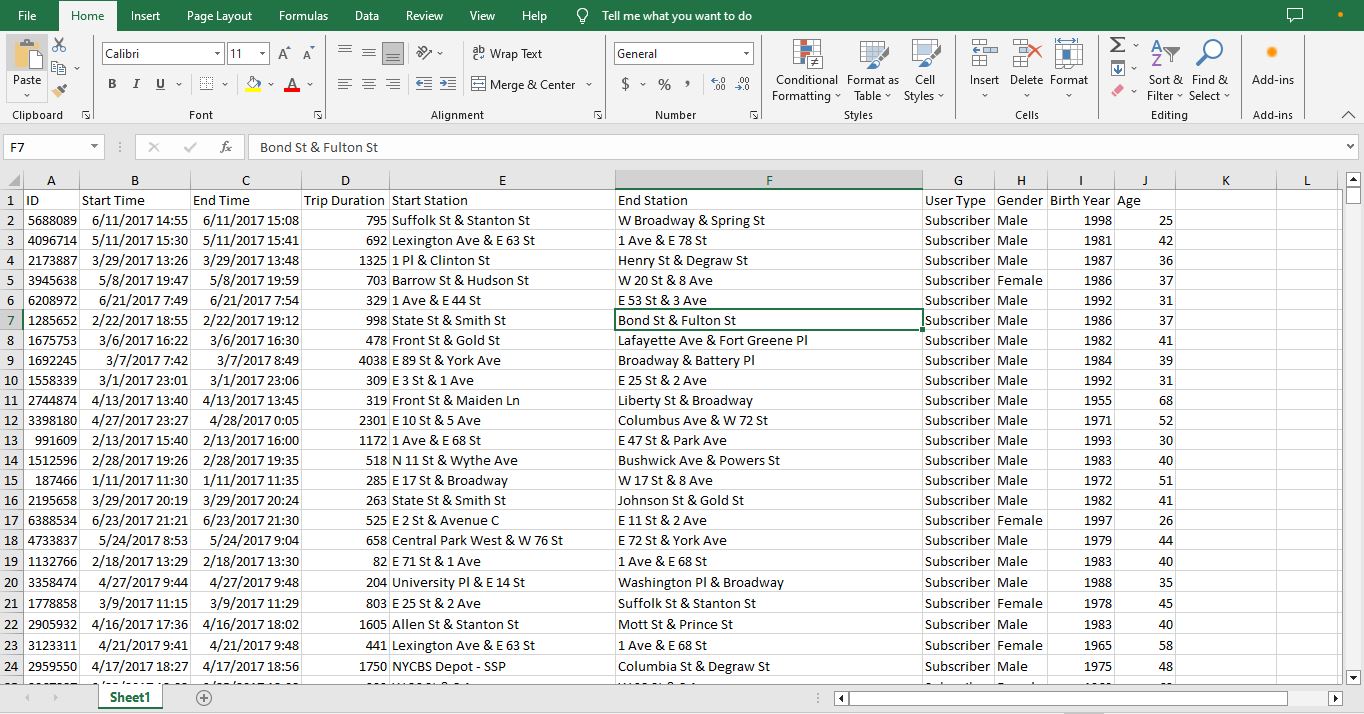 File Home Insert Page Layout Formulas Data Review View Help Tell me what you want to do
Calibri 11 Wrap Text General
Paste B I U Merge & Center $ % , Conditional Formatting Format as Table Cell Styles Insert Delete Format Sort & Filter Find & Select Add-ins
Clipboard Font Alignment Number Styles Cells Editing Add-ins
F7 fx Bond St & Fulton St
A B C D E F G H I J K L
1 ID Start Time End Time Trip Duration Start Station End Station User Type Gender Birth Year Age
2 5688089 6/11/2017 14:55 6/11/2017 15:08 795 Suffolk St & Stanton St W Broadway & Spring St Subscriber Male 1998 25
3 4096714 5/11/2017 15:30 5/11/2017 15:41 692 Lexington Ave & E 63 St 1 Ave & E 78 St Subscriber Male 1981 42
4 2173887 3/29/2017 13:26 3/29/2017 13:48 1325 1 Pl & Clinton St Henry St & Degraw St Subscriber Male 1987 36
5 3945638 5/8/2017 19:47 5/8/2017 19:59 703 Barrow St & Hudson St W 20 St & 8 Ave Subscriber Female 1986 37
6 6208972 6/21/2017 7:49 6/21/2017 7:54 329 1 Ave & E 44 St E 53 St & 3 Ave Subscriber Male 1992 31
7 1285652 2/22/2017 18:55 2/22/2017 19:12 998 State St & Smith St Bond St & Fulton St Subscriber Male 1986 37
8 1675753 3/6/2017 16:22 3/6/2017 16:30 478 Front St & Gold St Lafayette Ave & Fort Greene Pl Subscriber Male 1982 41
9 1692245 3/7/2017 7:42 3/7/2017 8:49 4038 E 89 St & York Ave Broadway & Battery Pl Subscriber Male 1984 39
10 1558339 3/1/2017 23:01 3/1/2017 23:06 309 E 3 St & 1 Ave E 25 St & 2 Ave Subscriber Male 1992 31
11 2744874 4/13/2017 13:40 4/13/2017 13:45 319 Front St & Maiden Ln Liberty St & Broadway Subscriber Male 1955 68
12 3398180 4/27/2017 23:27 4/28/2017 0:05 2301 E 10 St & 5 Ave Columbus Ave & W 72 St Subscriber Male 1971 52
13 991609 2/13/2017 15:40 2/13/2017 16:00 1172 1 Ave & E 68 St E 47 St & Park Ave Subscriber Male 1993 30
14 1512596 2/28/2017 19:26 2/28/2017 19:35 518 N 11 St & Wythe Ave Bushwick Ave & Powers St Subscriber Male 1983 40
15 187466 1/11/2017 11:30 1/11/2017 11:35 285 E 17 St & Broadway W 17 St & 8 Ave Subscriber Male 1972 51
16 2195658 3/29/2017 20:19 3/29/2017 20:24 263 State St & Smith St Johnson St & Gold St Subscriber Male 1982 41
17 6388534 6/23/2017 21:21 6/23/2017 21:30 525 E 2 St & Avenue C E 11 St & 2 Ave Subscriber Female 1997 26
18 4733837 5/24/2017 8:53 5/24/2017 9:04 658 Central Park West & W 76 St E 72 St & York Ave Subscriber Male 1979 44
19 1132766 2/18/2017 13:29 2/18/2017 13:30 82 E 71 St & 1 Ave 1 Ave & E 68 St Subscriber Male 1983 40
20 3358474 4/27/2017 9:44 4/27/2017 9:48 204 University Pl & E 14 St Washington Pl & Broadway Subscriber Male 1988 35
21 1778858 3/9/2017 11:15 3/9/2017 11:29 803 E 25 St & 2 Ave Suffolk St & Stanton St Subscriber Female 1978 45
22 2905932 4/16/2017 17:36 4/16/2017 18:02 1605 Allen St & Stanton St Mott St & Prince St Subscriber Male 1983 40
23 3123311 4/21/2017 9:41 4/21/2017 9:48 441 Lexington Ave & E 63 St 1 Ave & E 68 St Subscriber Female 1965 58
24 2959550 4/17/2017 18:27 4/17/2017 18:56 1750 NYCBS Depot - SSP Columbia St & Degraw St Subscriber Male 1975 48
Sheet1